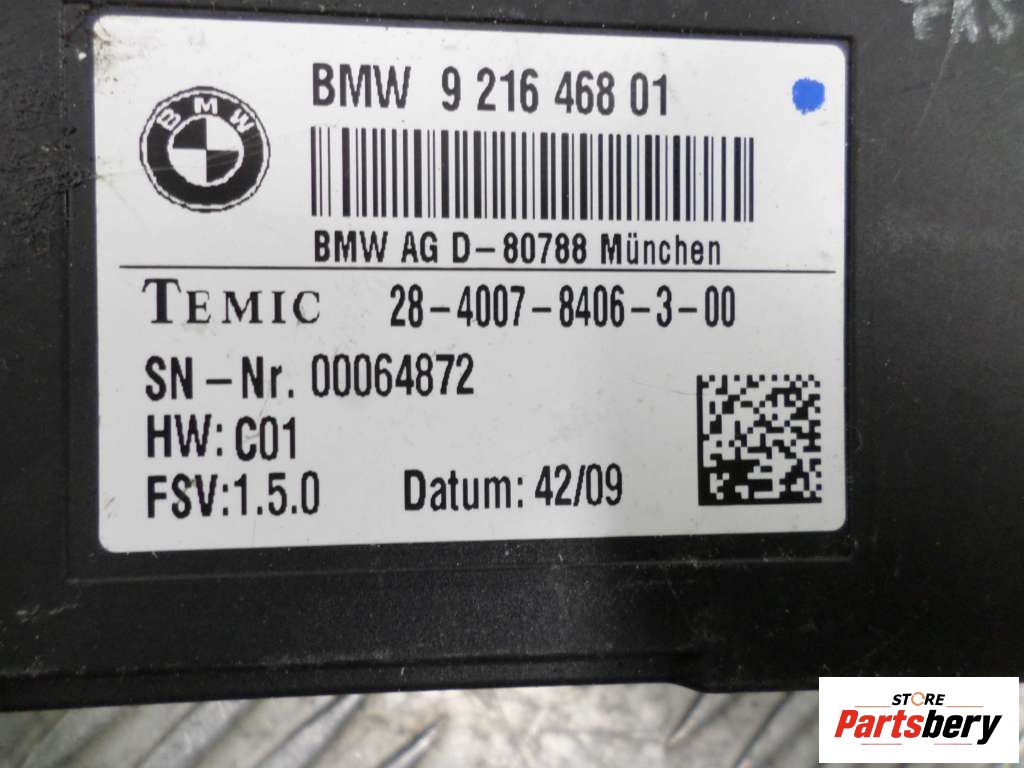 BMW 9 216 468 01
BMW
BMW AG D-80788 München
TEMIC 28-4007-8406-3-00
SN-Nr. 00064872
HW: C01
FSV:1.5.0 Datum: 42/09
STORE
Partsbery